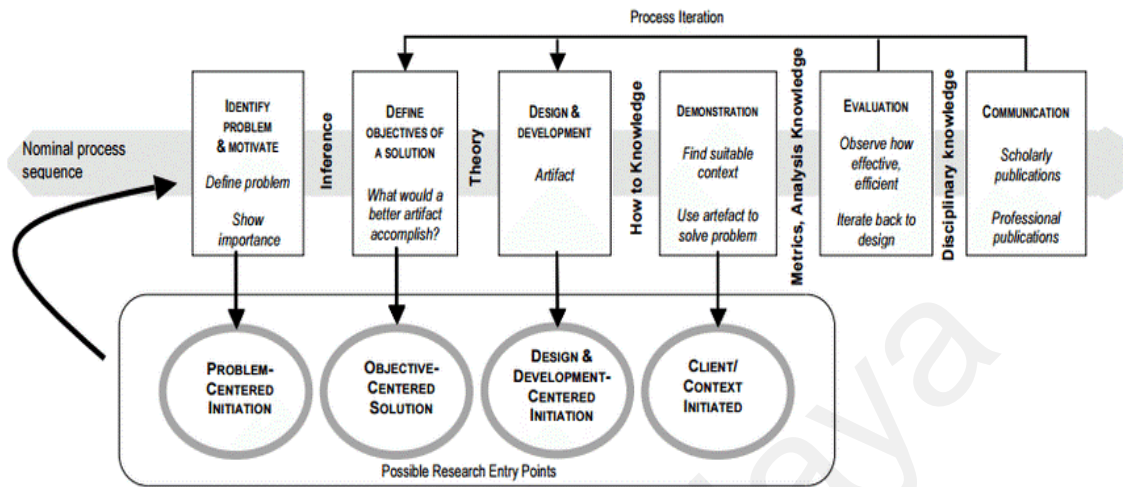 Process Iteration
IDENTIFY
PROBLEM
& MOTIVATE
Define problem
Show
importance
Inference
DEFINE
OBJECTIVES OF
A SOLUTION
What would a
better artifact
accomplish?
Theory
DESIGN &
DEVELOPMENT
Artifact
How to Knowledge
DEMONSTRATION
Find suitable
context
Use artefact to
solve problem
Metrics, Analysis Knowledge
EVALUATION
Observe how
effective,
efficient
Iterate back to
design
Disciplinary knowledge
COMMUNICATION
Scholarly
publications
Professional
publications
Nominal process
sequence
PROBLEM-
CENTERED
INITIATION
OBJECTIVE-
CENTERED
SOLUTION
DESIGN &
DEVELOPMENT-
CENTERED
INITIATION
CLIENT/
CONTEXT
INITIATED
Possible Research Entry Points
aya